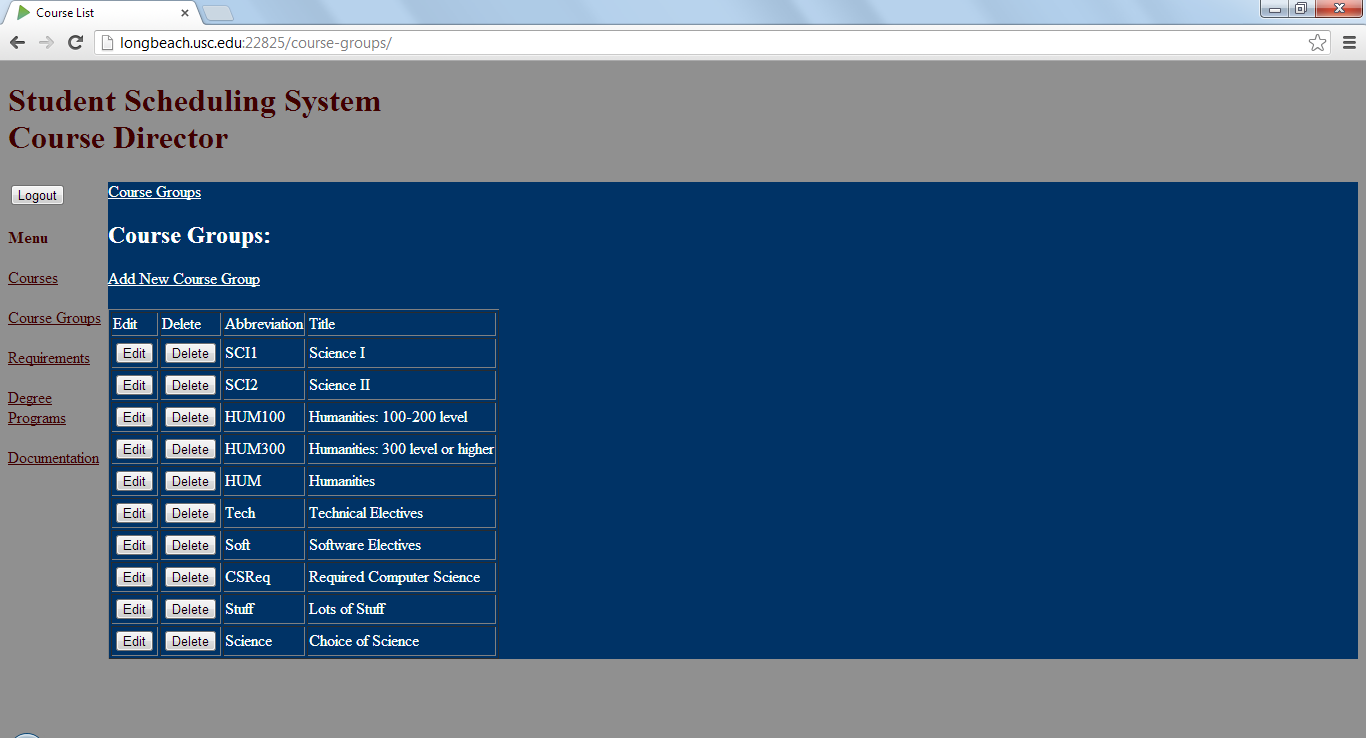 Course List
longbeach.usc.edu:22825/course-groups/
Student Scheduling System
Course Director
Logout
Menu
Courses
Course Groups
Requirements
Degree
Programs
Documentation
Course Groups
Course Groups:
Add New Course Group
Edit Delete Abbreviation Title
Edit Delete SCI1 Science I
Edit Delete SCI2 Science II
Edit Delete HUM100 Humanities: 100-200 level
Edit Delete HUM300 Humanities: 300 level or higher
Edit Delete HUM Humanities
Edit Delete Tech Technical Electives
Edit Delete Soft Software Electives
Edit Delete CSReq Required Computer Science
Edit Delete Stuff Lots of Stuff
Edit Delete Science Choice of Science